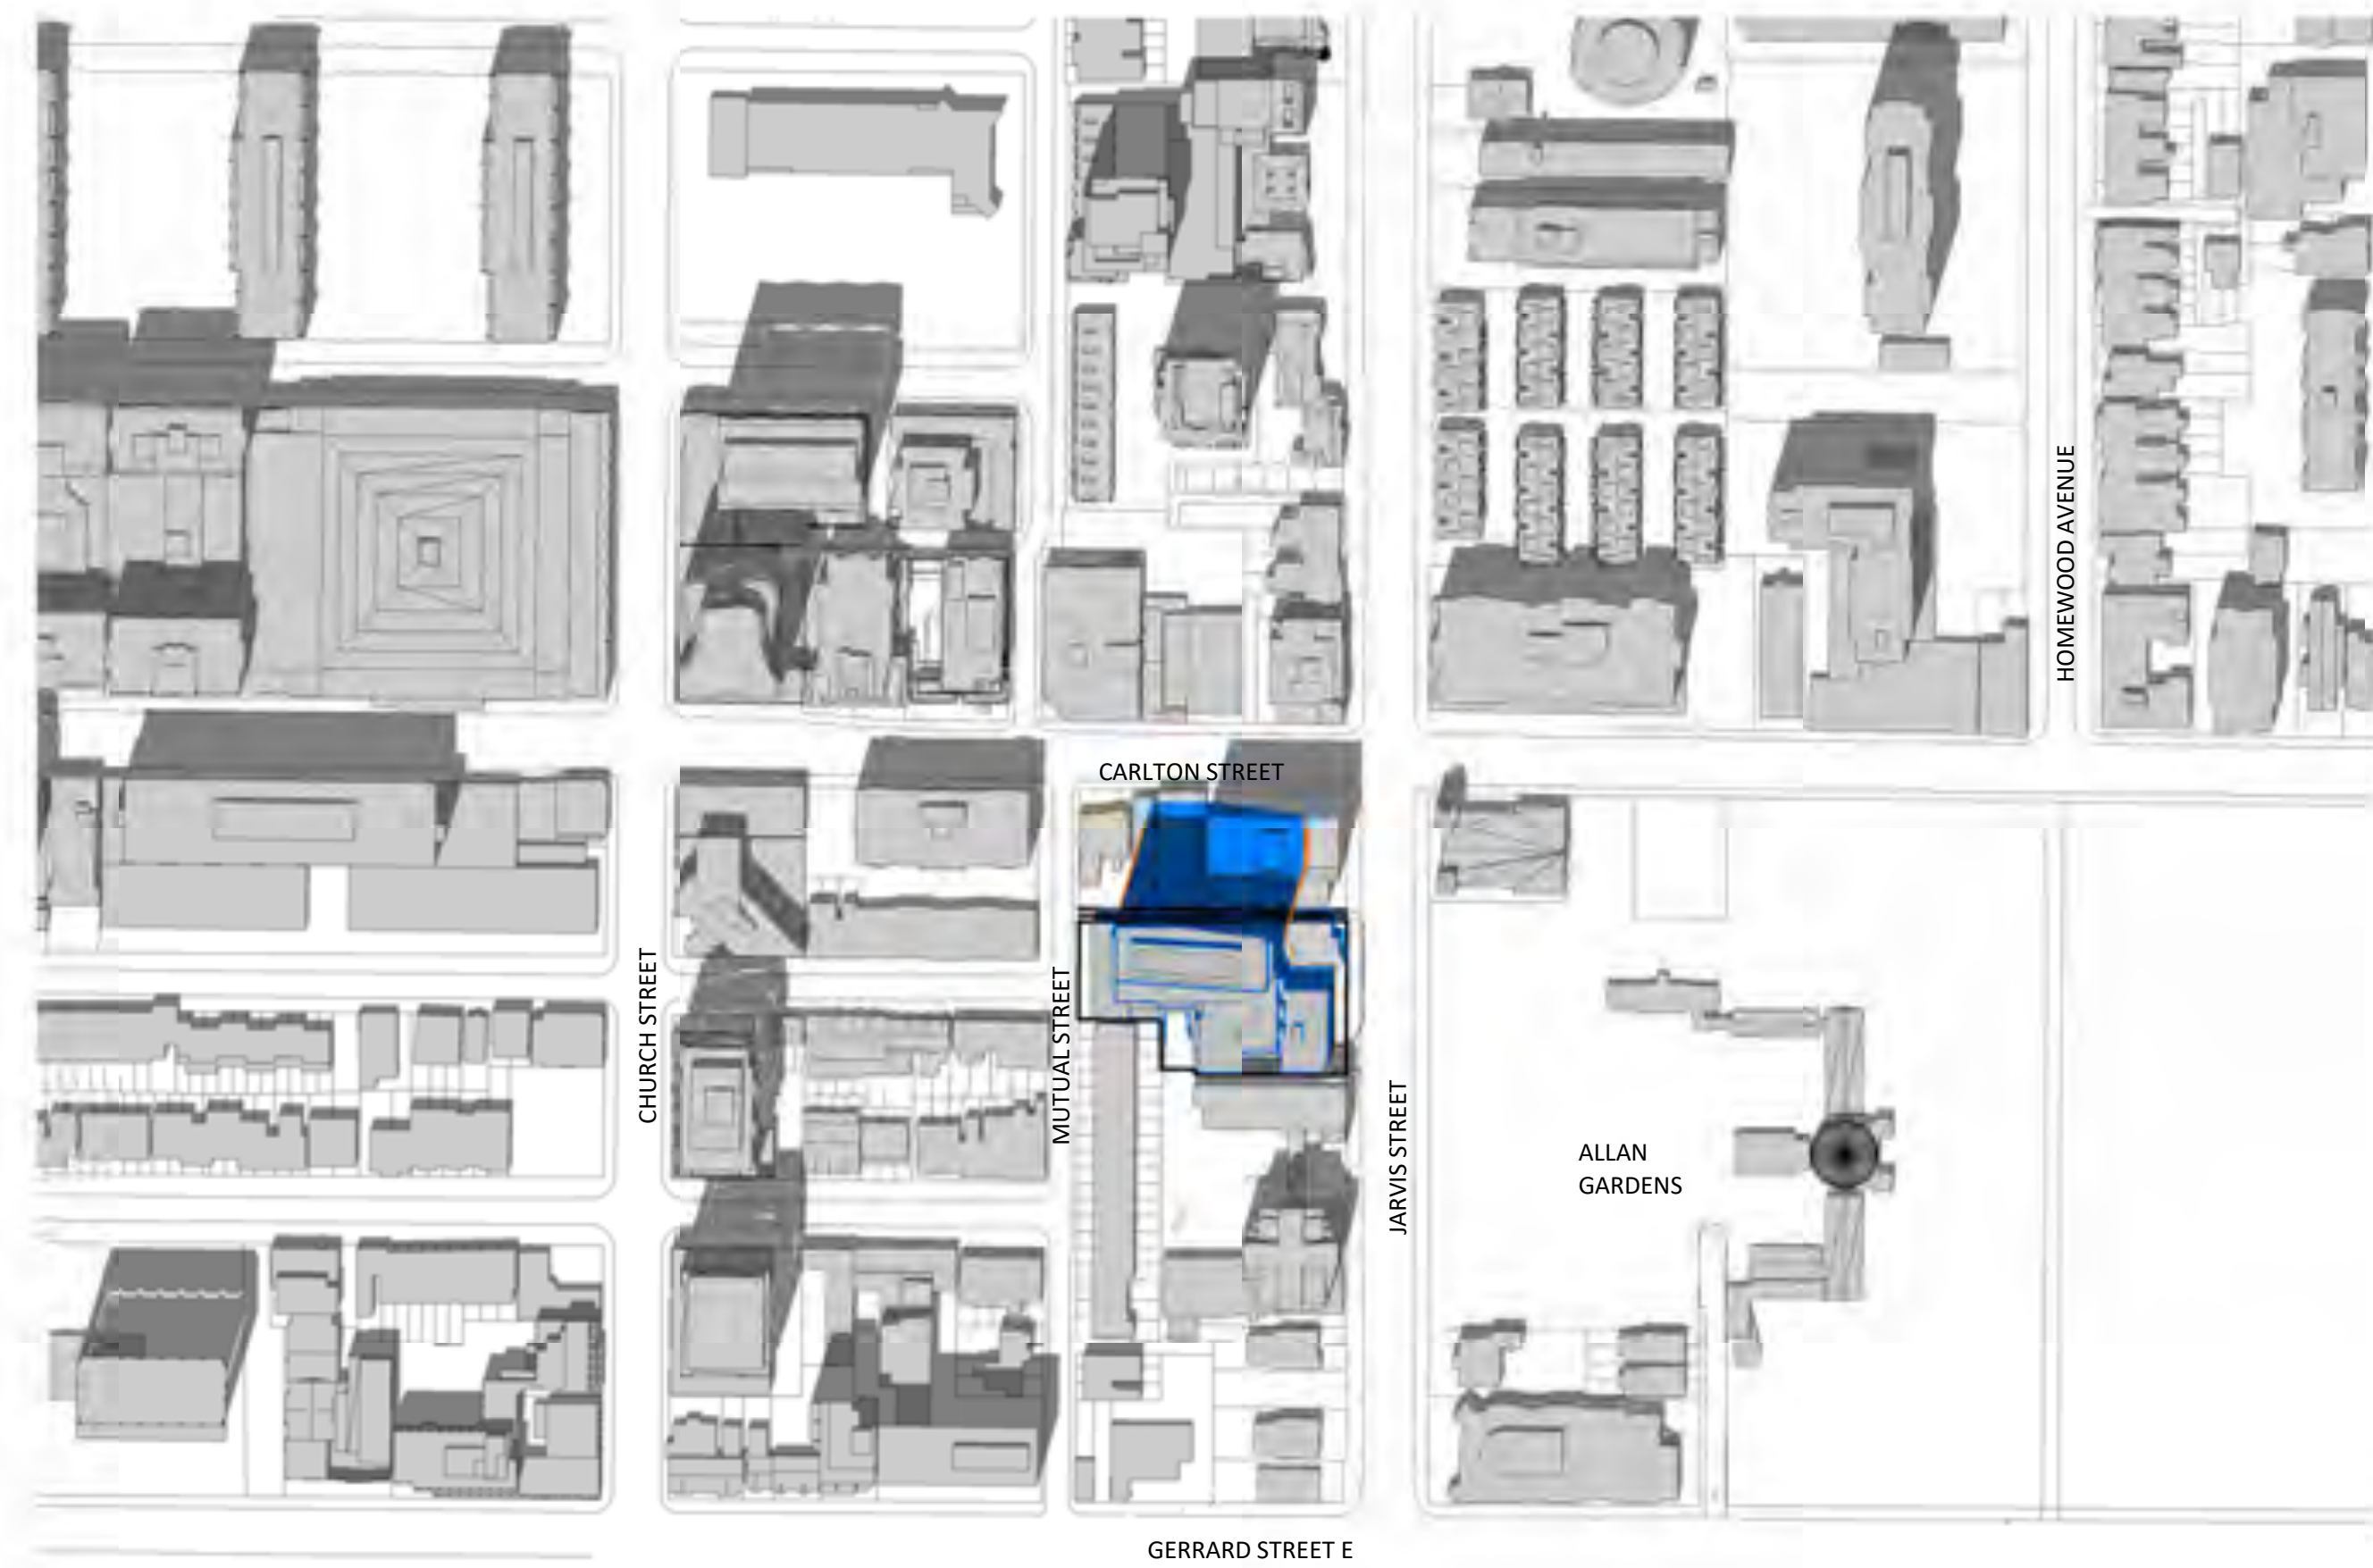 HOMEWOOD AVENUE
CARLTON STREET
CHURCH STREET
MUTUAL STREET
JARVIS STREET
ALLAN
GARDENS
GERRARD STREET E